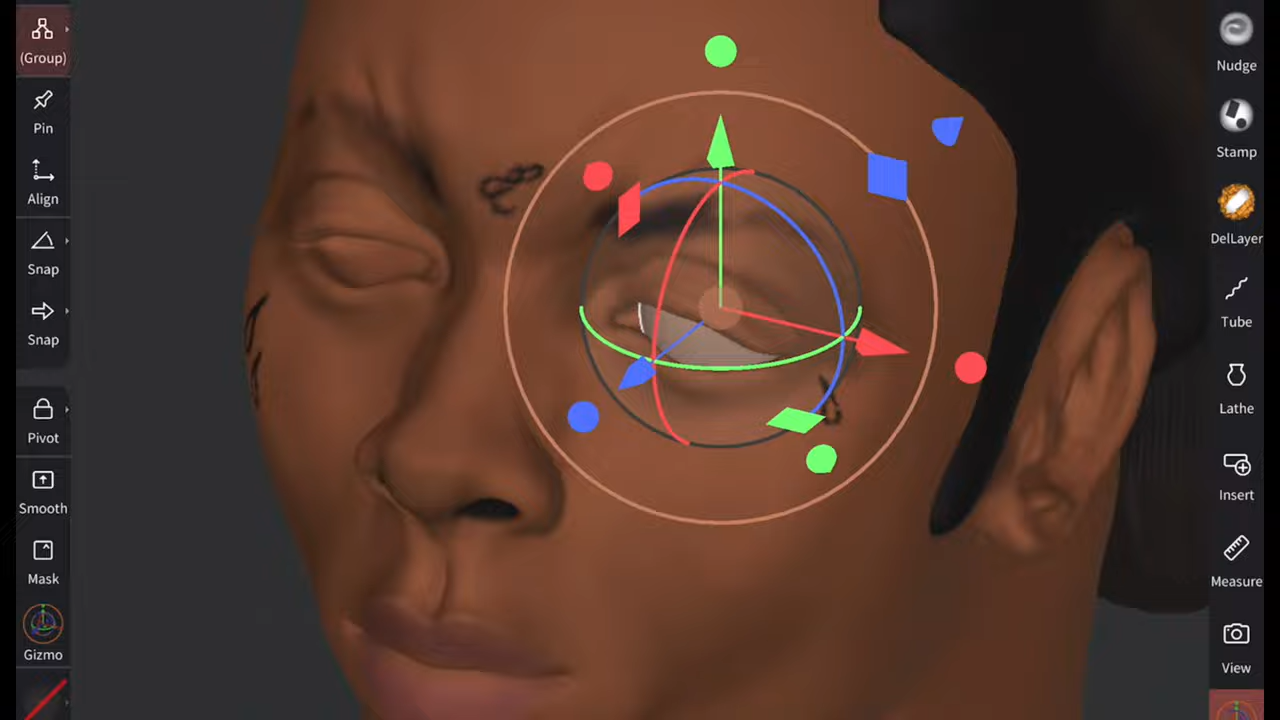 (Group)
Pin
Align
Snap
Snap
Pivot
Smooth
Mask
Gizmo
Nudge
Stamp
DelLayer
Tube
Lathe
Insert
Measure
View